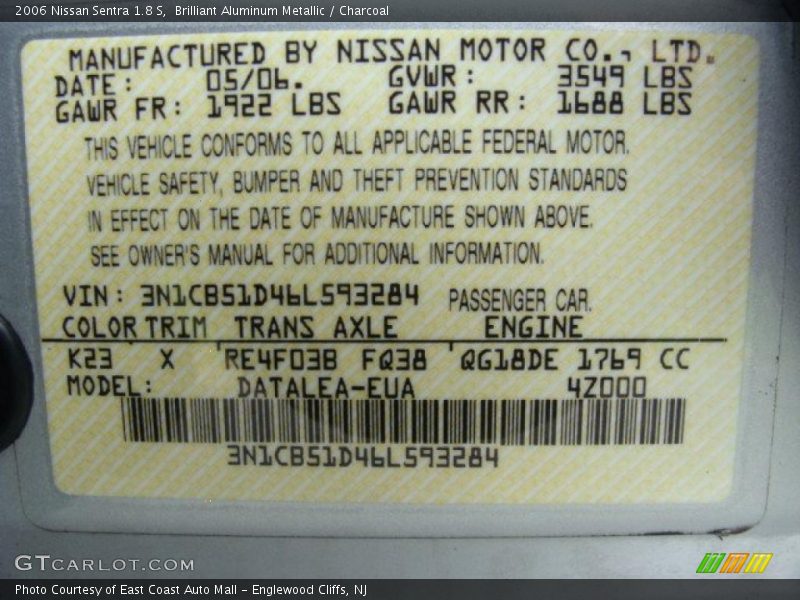 2006 Nissan Sentra 1.8 S, Brilliant Aluminum Metallic / Charcoal
MANUFACTURED BY NISSAN MOTOR CO., LTD.
DATE: 05/06. GVWR: 3549 LBS
GAWR FR: 1922 LBS GAWR RR: 1688 LBS
THIS VEHICLE CONFORMS TO ALL APPLICABLE FEDERAL MOTOR.
VEHICLE SAFETY, BUMPER AND THEFT PREVENTION STANDARDS
IN EFFECT ON THE DATE OF MANUFACTURE SHOWN ABOVE.
SEE OWNER'S MANUAL FOR ADDITIONAL INFORMATION.
VIN: 3N1CB51D46L593284 PASSENGER CAR.
COLOR TRIM TRANS AXLE ENGINE
K23 X RE4F03B FQ38 QG18DE 1769 CC
MODEL: DATALEA-EUA 4Z000
3N1CB51D46L593284
GTCARLOT.COM
Photo Courtesy of East Coast Auto Mall – Englewood Cliffs, NJ